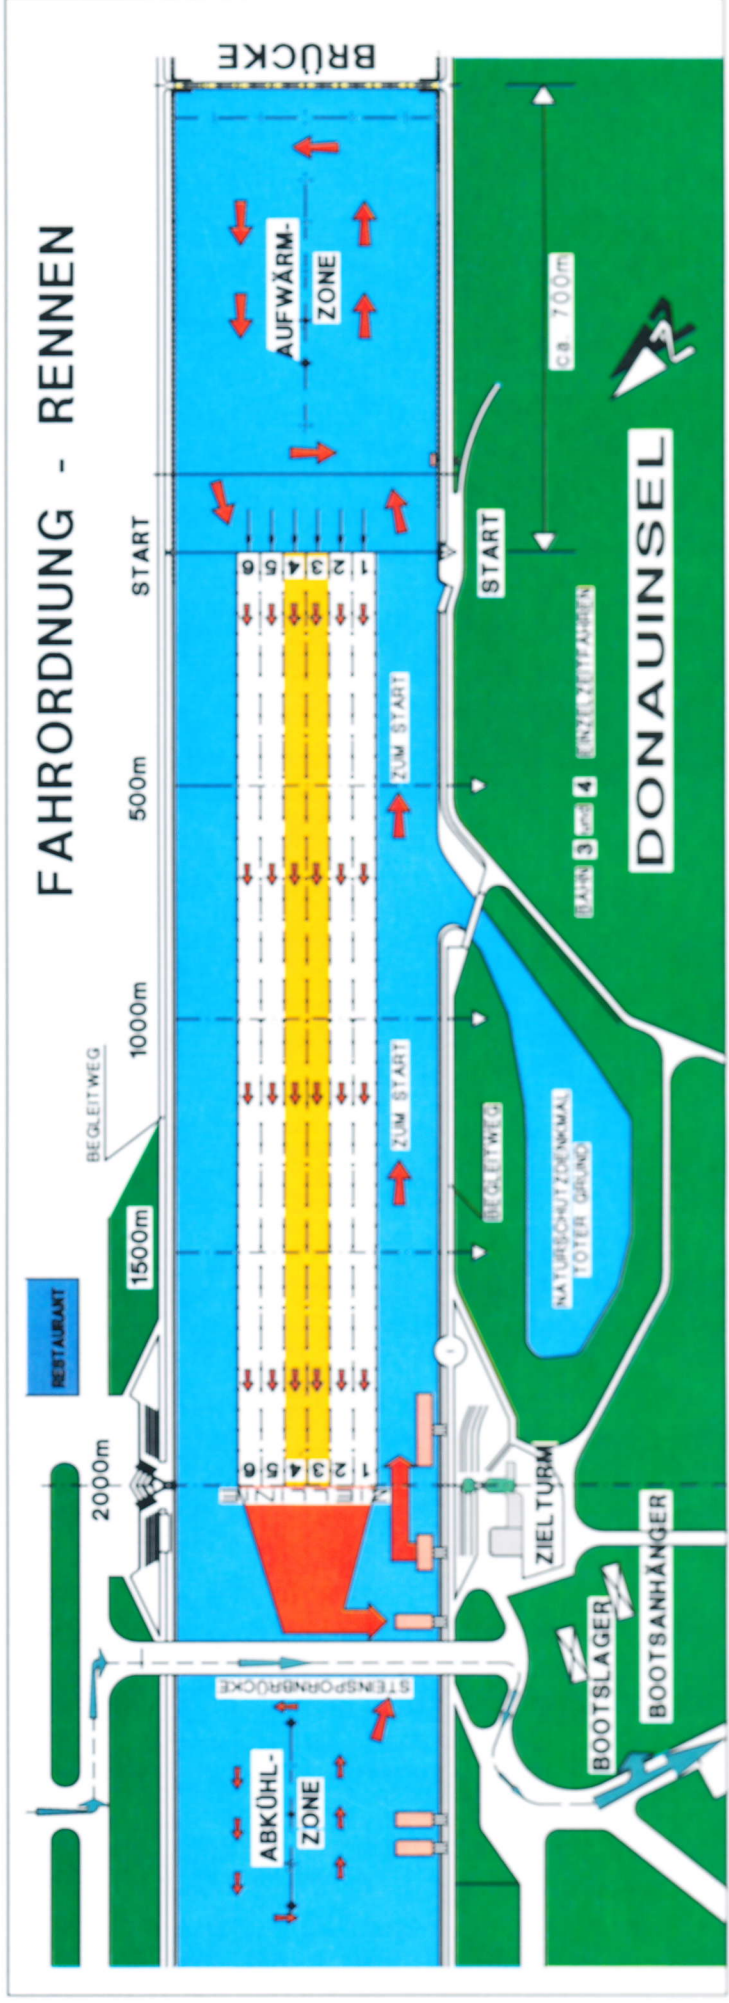 FAHRORDNUNG - RENNEN
BRÜCKE
AUFWÄRM-
ZONE
ca. 700m
START
START
6
5
4
3
2
1
500m
1000m
1500m
2000m
ZUM START
ZUM START
BAHN 3 und 4 EINZELZEITFAHREN
DONAUINSEL
BEGLEITWEG
BEGLEITWEG
NATURSCHUTZDENKMAL
TOTER GRUND
RESTAURANT
6
5
4
3
2
1
ZIEL
ZIELTURM
STEINSPORNBRÜCKE
BOOTSLAGER
BOOTSANHÄNGER
ABKÜHL-
ZONE